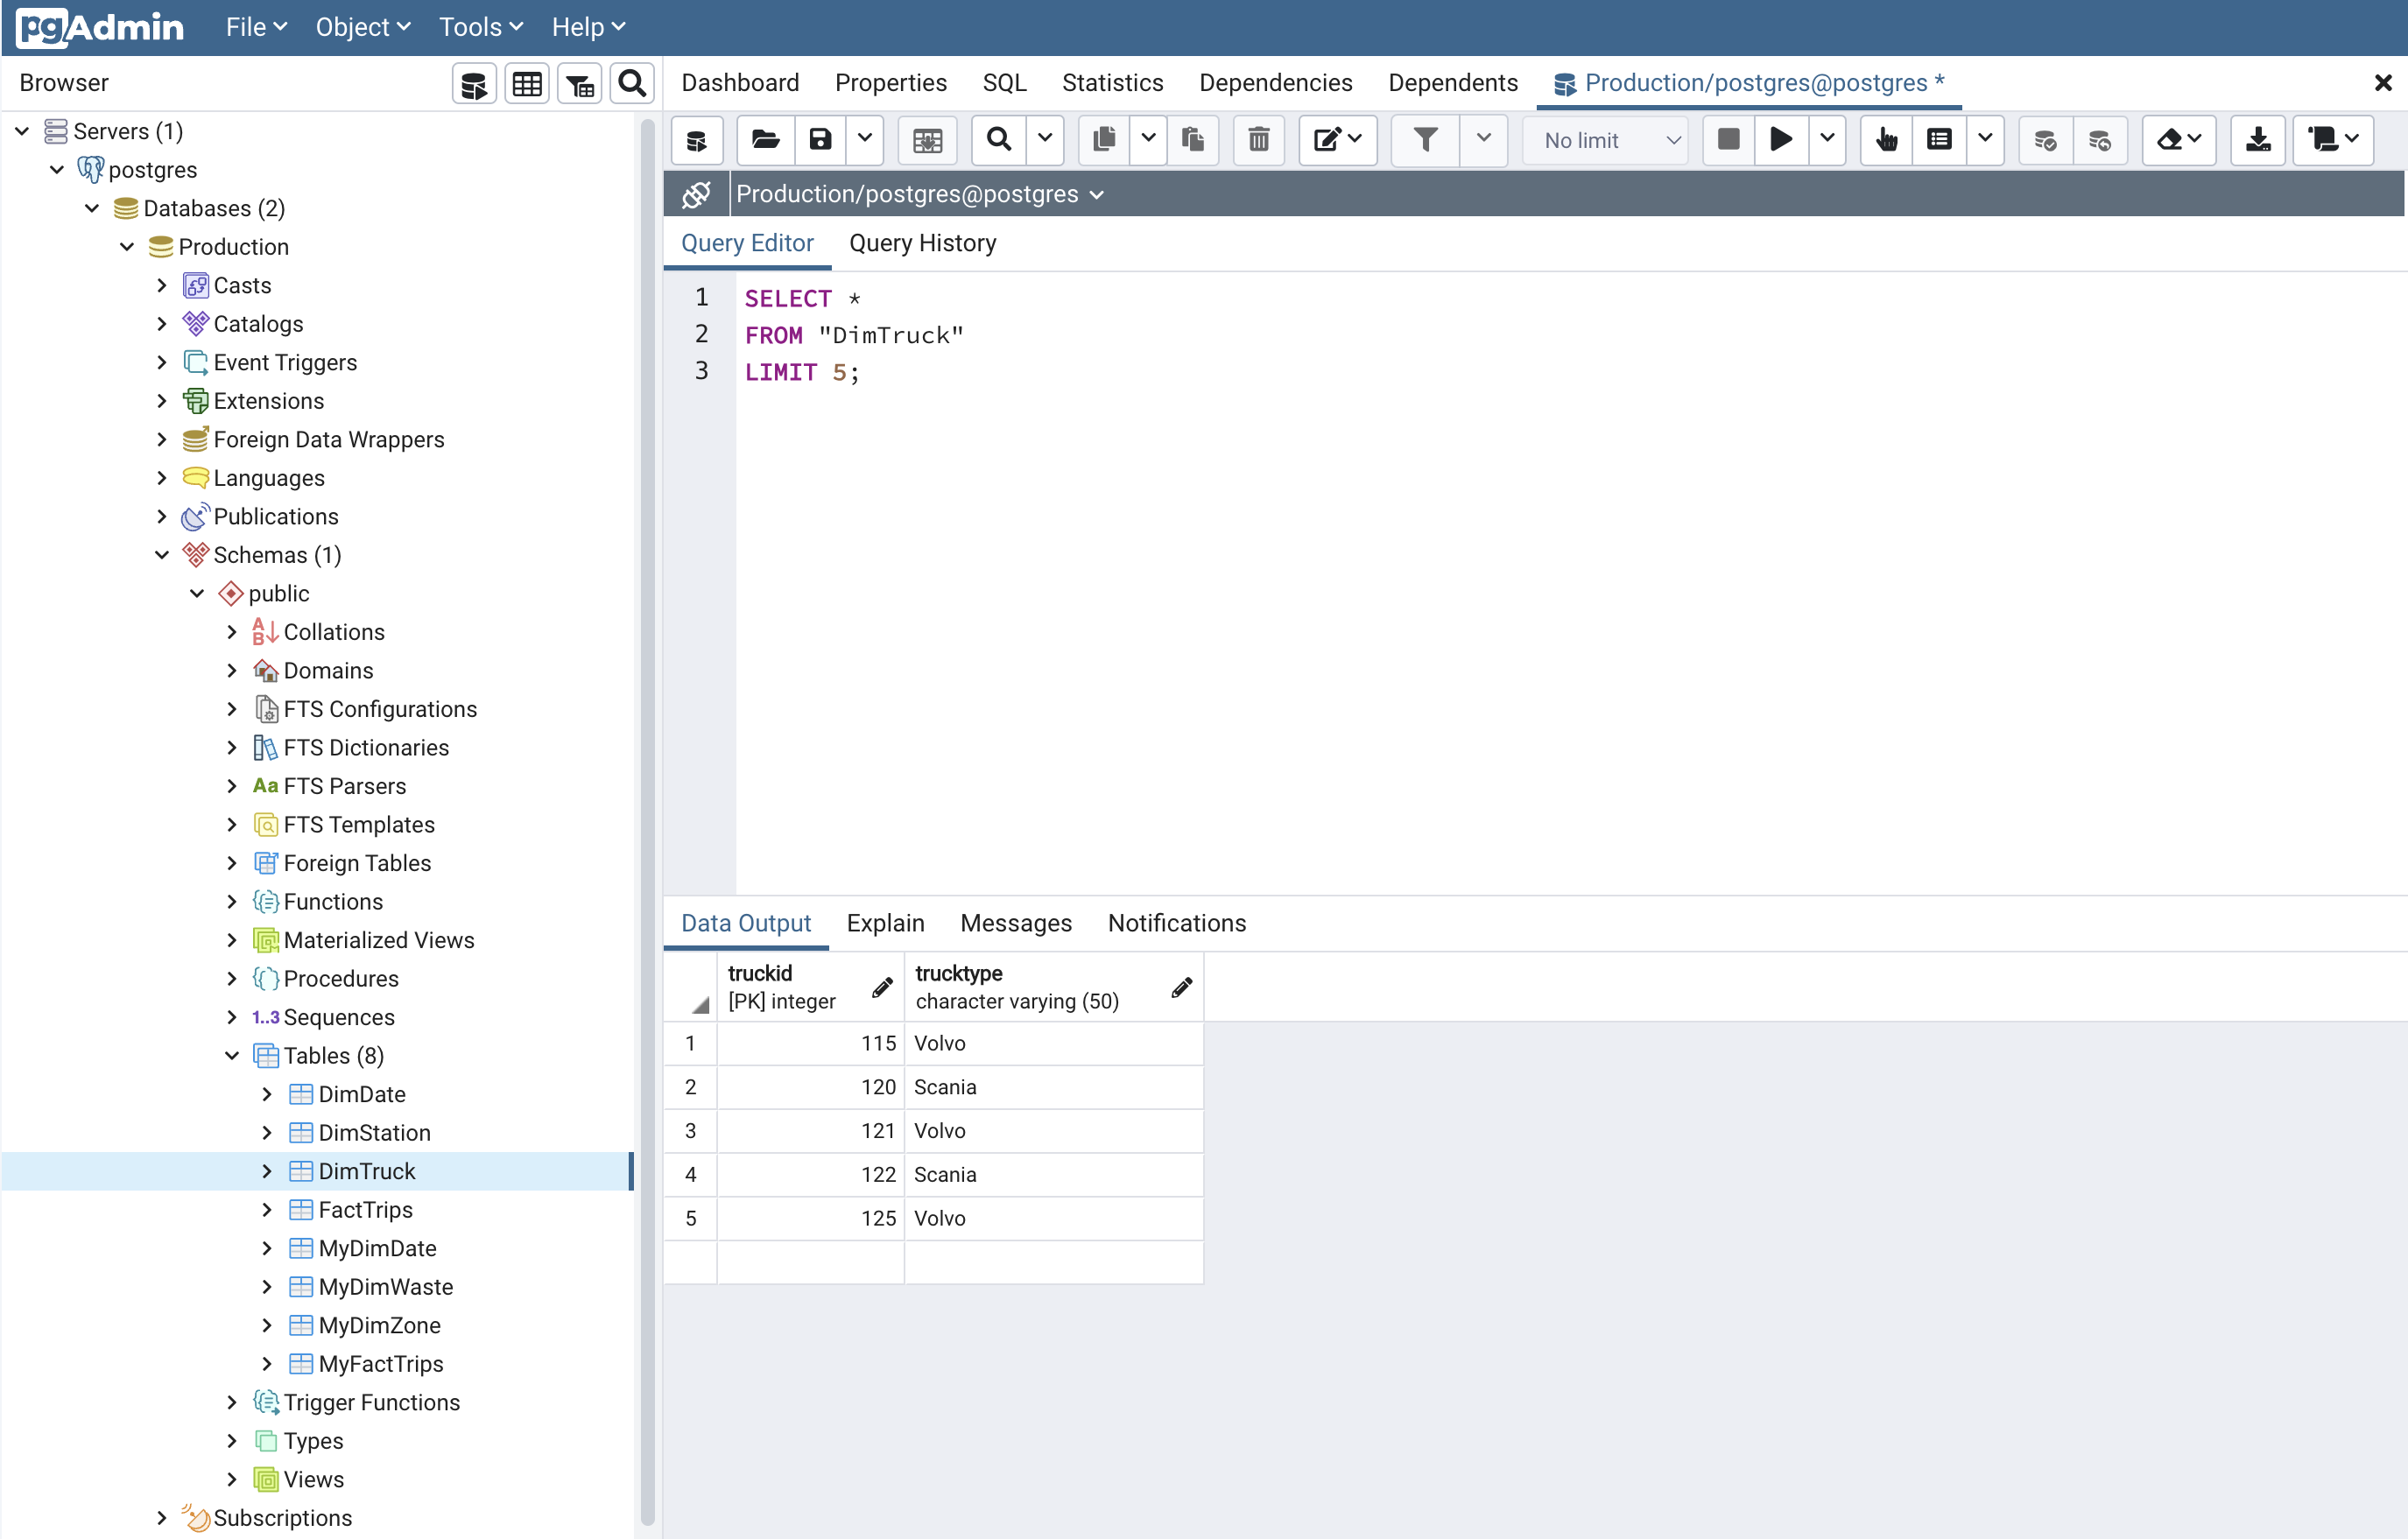 pgAdmin File Object Tools Help
Browser
Dashboard Properties SQL Statistics Dependencies Dependents Production/postgres@postgres *
Servers (1)
postgres
Databases (2)
Production
Casts
Catalogs
Event Triggers
Extensions
Foreign Data Wrappers
Languages
Publications
Schemas (1)
public
A B Collations
Domains
FTS Configurations
FTS Dictionaries
Aa FTS Parsers
FTS Templates
Foreign Tables
Functions
Materialized Views
Procedures
1..3 Sequences
Tables (8)
DimDate
DimStation
DimTruck
FactTrips
MyDimDate
MyDimWaste
MyDimZone
MyFactTrips
Trigger Functions
Types
Views
Subscriptions
No limit
Production/postgres@postgres
Query Editor Query History
1 SELECT *
2 FROM "DimTruck"
3 LIMIT 5;
Data Output Explain Messages Notifications
truckid trucktype
[PK] integer character varying (50)
1 115 Volvo
2 120 Scania
3 121 Volvo
4 122 Scania
5 125 Volvo